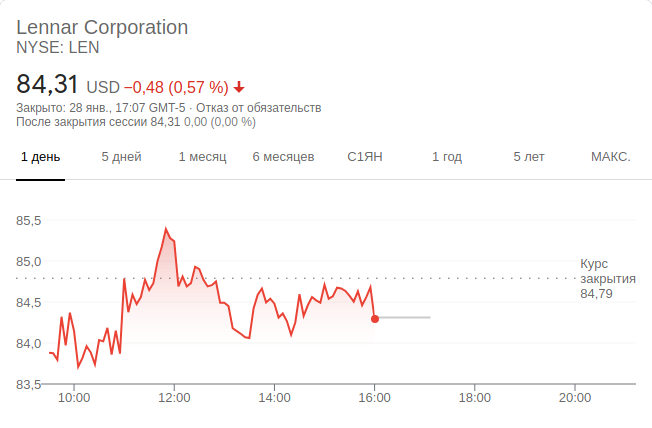 Lennar Corporation
NYSE: LEN
84,31 USD −0,48 (0,57 %)
Закрыто: 28 янв., 17:07 GMT-5 · Отказ от обязательств
После закрытия сессии 84,31 0,00 (0,00 %)
1 день 5 дней 1 месяц 6 месяцев С1ЯН 1 год 5 лет МАКС.
85,5
85,0
Курс
закрытия
84,79
84,5
84,0
83,5
10:00 12:00 14:00 16:00 18:00 20:00